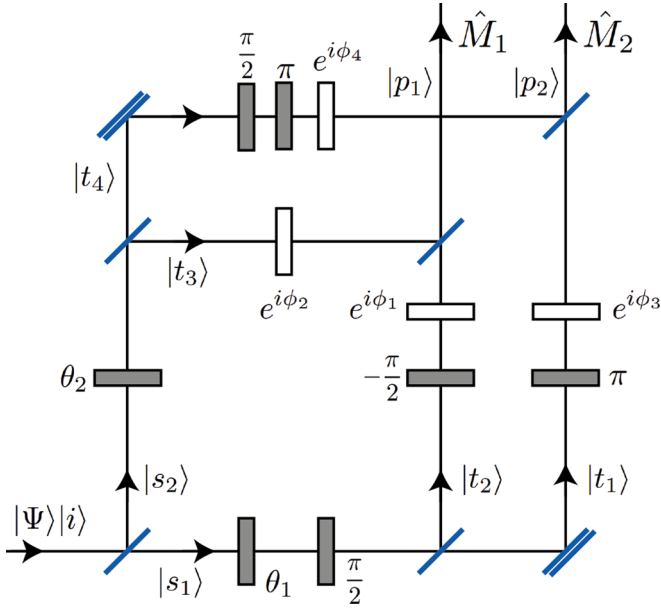 M̂₁ M̂₂
π/2 π e^{iϕ₄} |p₁⟩ |p₂⟩
|t₄⟩
|t₃⟩
e^{iϕ₂} e^{iϕ₁} e^{iϕ₃}
θ₂ −π/2 π
|s₂⟩ |t₂⟩ |t₁⟩
|Ψ⟩|i⟩
|s₁⟩ θ₁ π/2